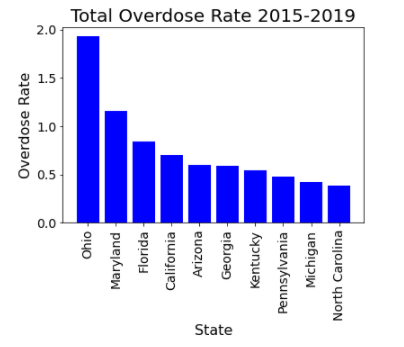 Total Overdose Rate 2015-2019
2.0
1.5
1.0
0.5
0.0
Overdose Rate
Ohio
Maryland
Florida
California
Arizona
Georgia
Kentucky
Pennsylvania
Michigan
North Carolina
State